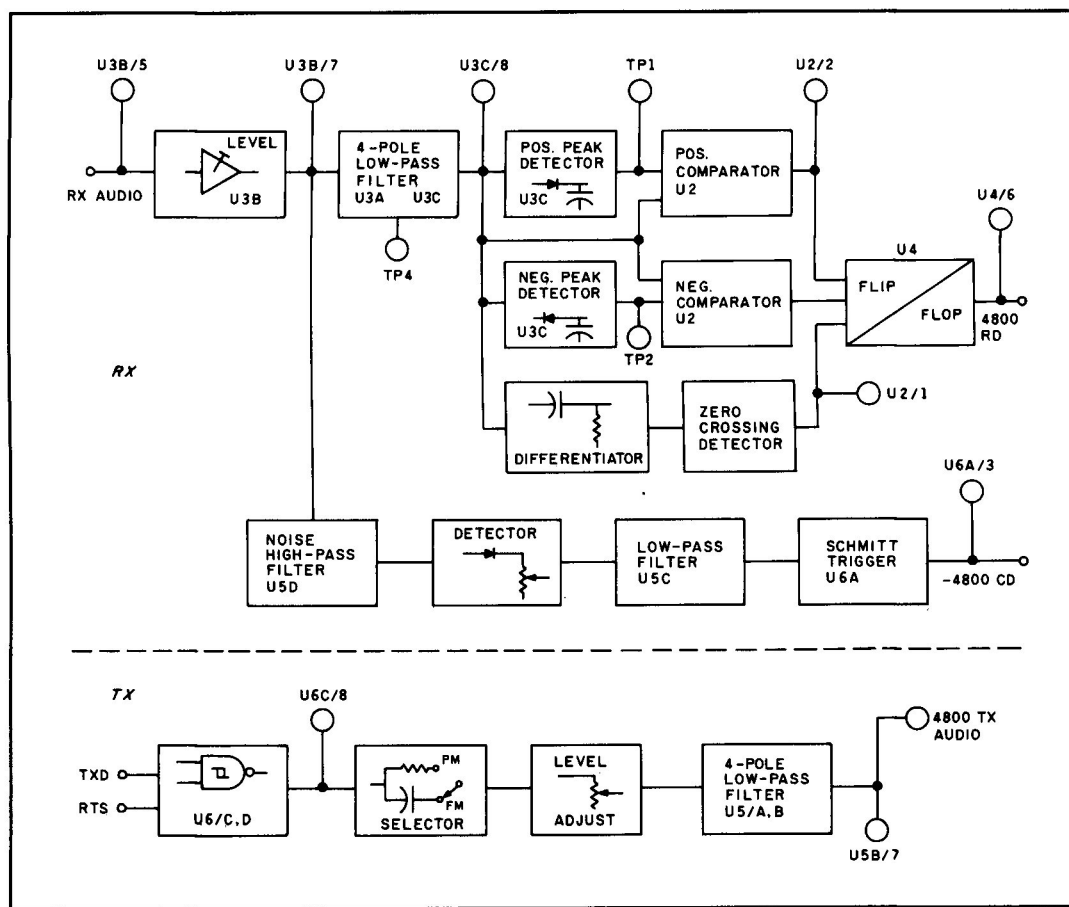 U3B/5
U3B/7
U3C/8
TP1
U2/2
RX AUDIO
LEVEL
U3B
4-POLE
LOW-PASS
FILTER
U3A U3C
TP4
POS. PEAK
DETECTOR
U3C
POS.
COMPARATOR
U2
U4/6
U4
FLIP
FLOP
4800
RD
NEG. PEAK
DETECTOR
U3C
TP2
NEG.
COMPARATOR
U2
RX
DIFFERENTIATOR
ZERO
CROSSING
DETECTOR
U2/1
U6A/3
NOISE
HIGH-PASS
FILTER
U5D
DETECTOR
LOW-PASS
FILTER
U5C
SCHMITT
TRIGGER
U6A
-4800 CD
TX
U6C/8
4800 TX
AUDIO
TXD
RTS
U6/C,D
PM
FM
SELECTOR
LEVEL
ADJUST
4-POLE
LOW-PASS
FILTER
U5/A,B
U5B/7